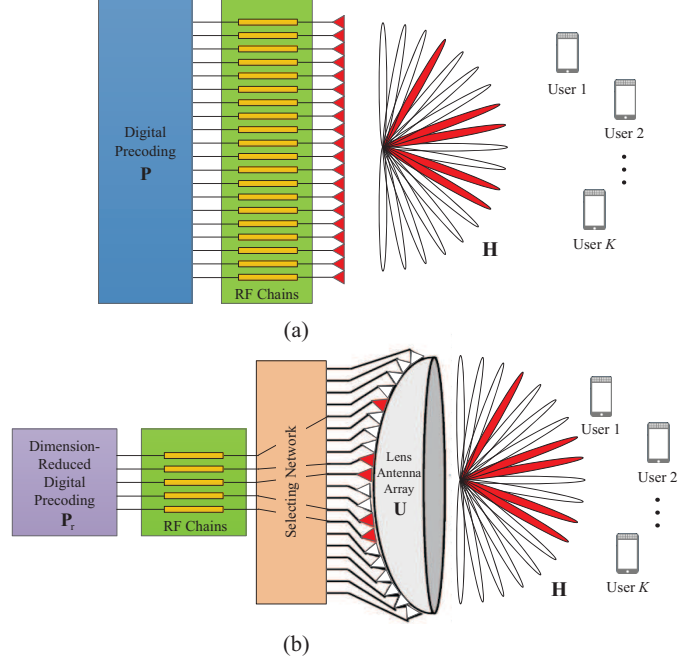 Digital
Precoding
P
RF Chains
User 1
User 2
User K
H
(a)
Dimension-
Reduced
Digital
Precoding
Pr
RF Chains
Selecting Network
Lens
Antenna
Array
U
User 1
User 2
User K
H
(b)